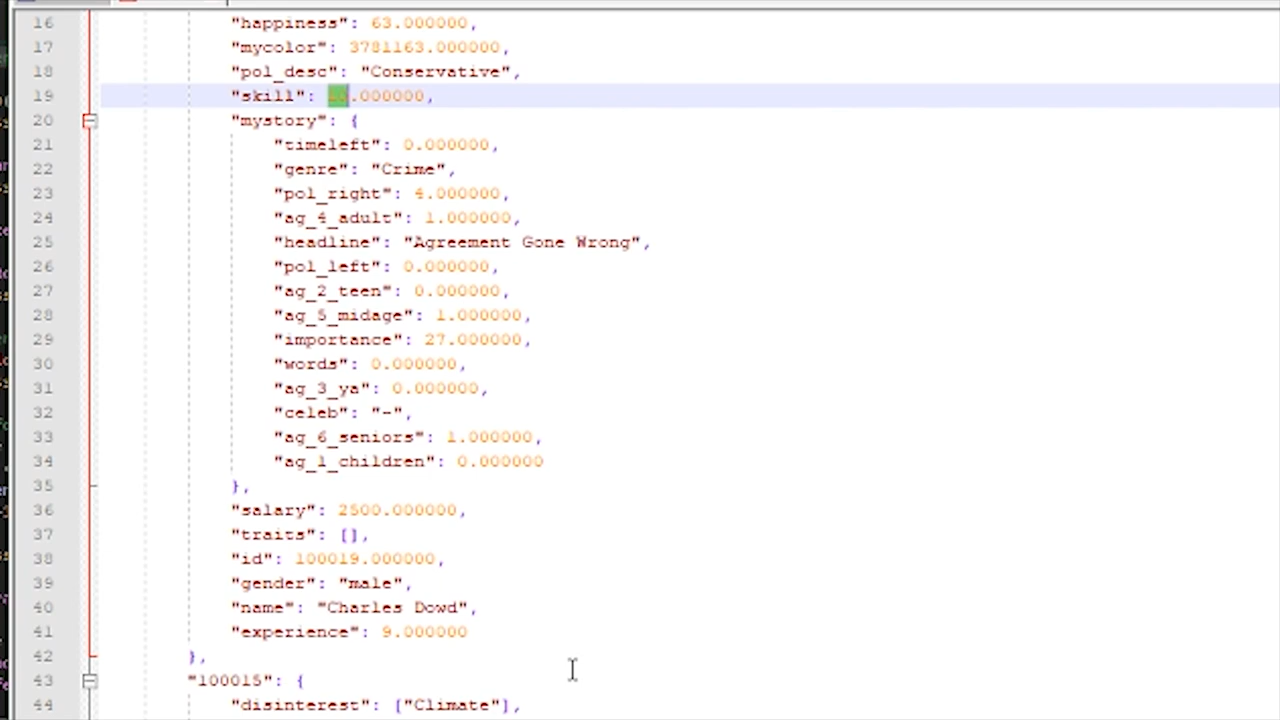 16 "happiness": 63.000000,
17 "mycolor": 3781163.000000,
18 "pol_desc": "Conservative",
19 "skill": .000000,
20 "mystory": {
21 "timeleft": 0.000000,
22 "genre": "Crime",
23 "pol_right": 4.000000,
24 "ag_4_adult": 1.000000,
25 "headline": "Agreement Gone Wrong",
26 "pol_left": 0.000000,
27 "ag_2_teen": 0.000000,
28 "ag_5_midage": 1.000000,
29 "importance": 27.000000,
30 "words": 0.000000,
31 "ag_3_ya": 0.000000,
32 "celeb": "-",
33 "ag_6_seniors": 1.000000,
34 "ag_1_children": 0.000000
35 },
36 "salary": 2500.000000,
37 "traits": [],
38 "id": 100019.000000,
39 "gender": "male",
40 "name": "Charles Dowd",
41 "experience": 9.000000
42 },
43 "100015": {
44 "disinterest": ["Climate"],